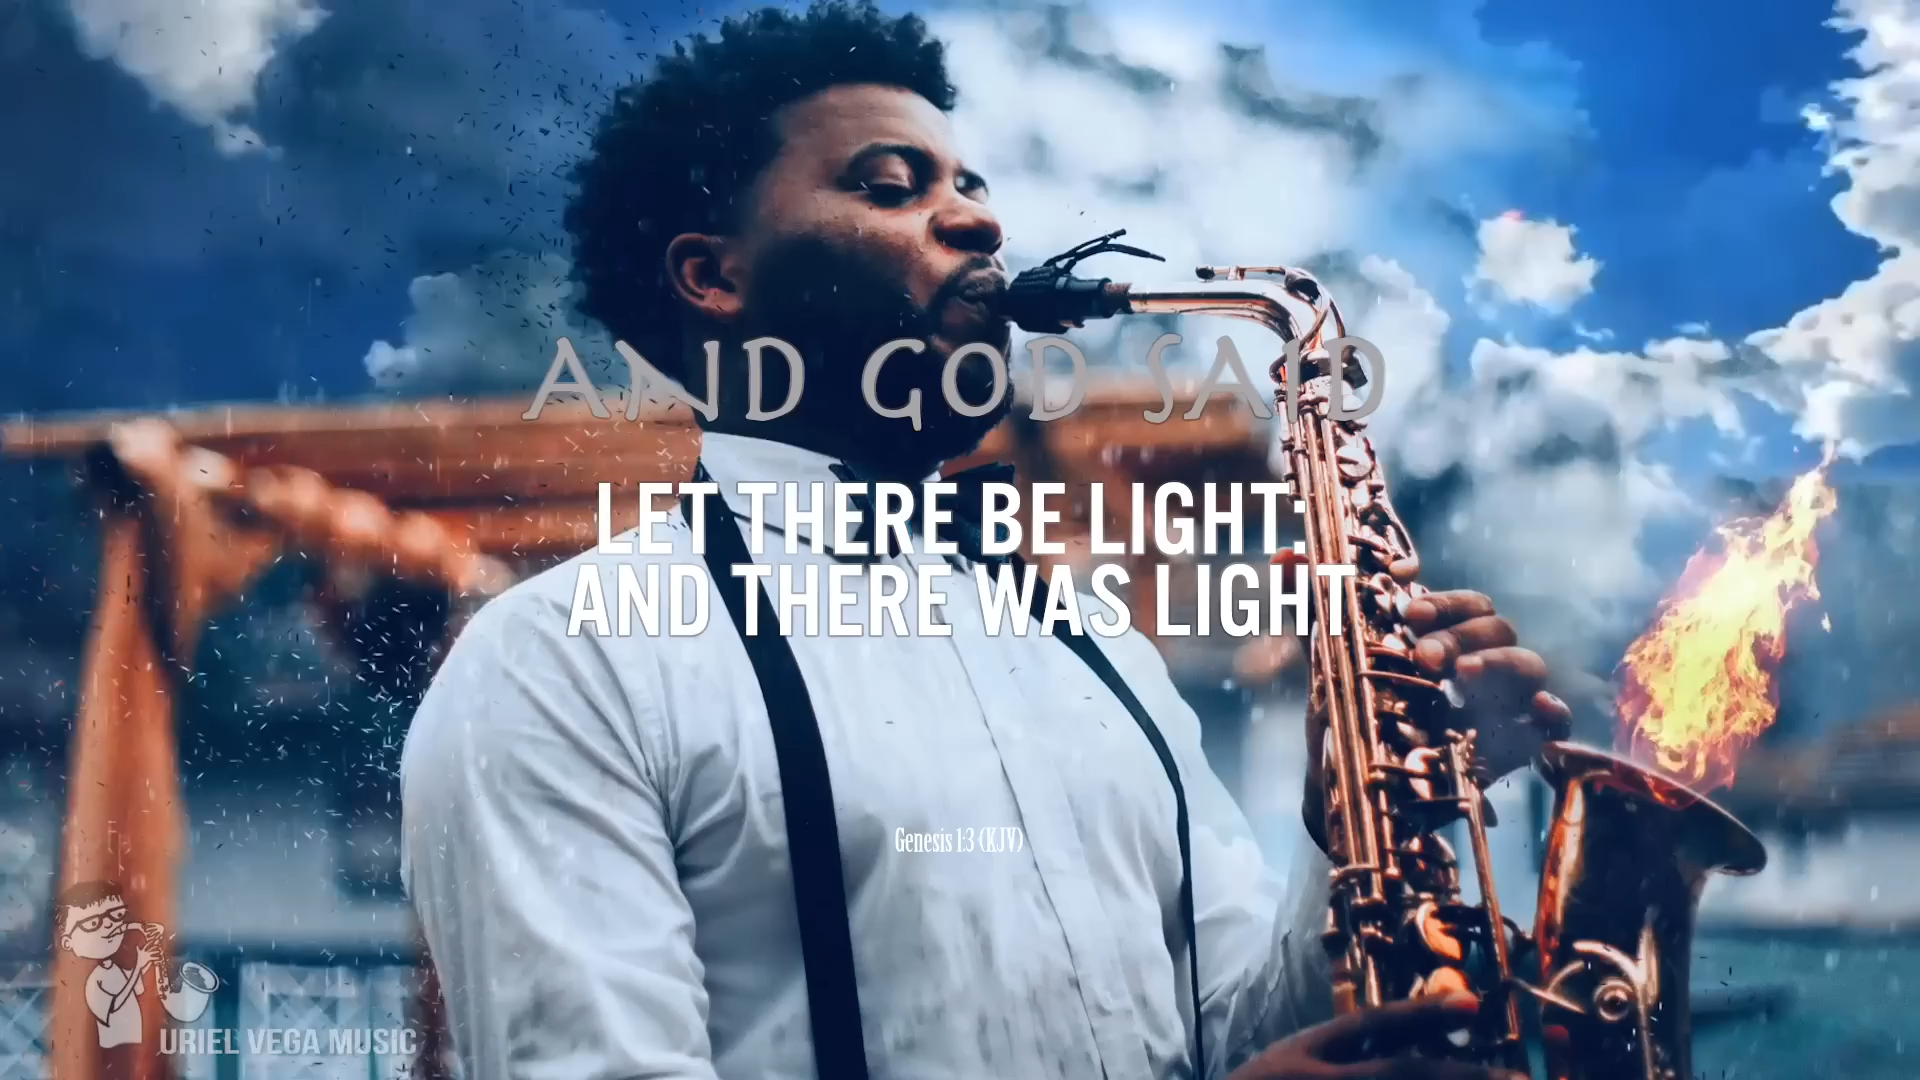 AND GOD SAID
LET THERE BE LIGHT:
AND THERE WAS LIGHT
Genesis 1:3 (KJV)
URIEL VEGA MUSIC